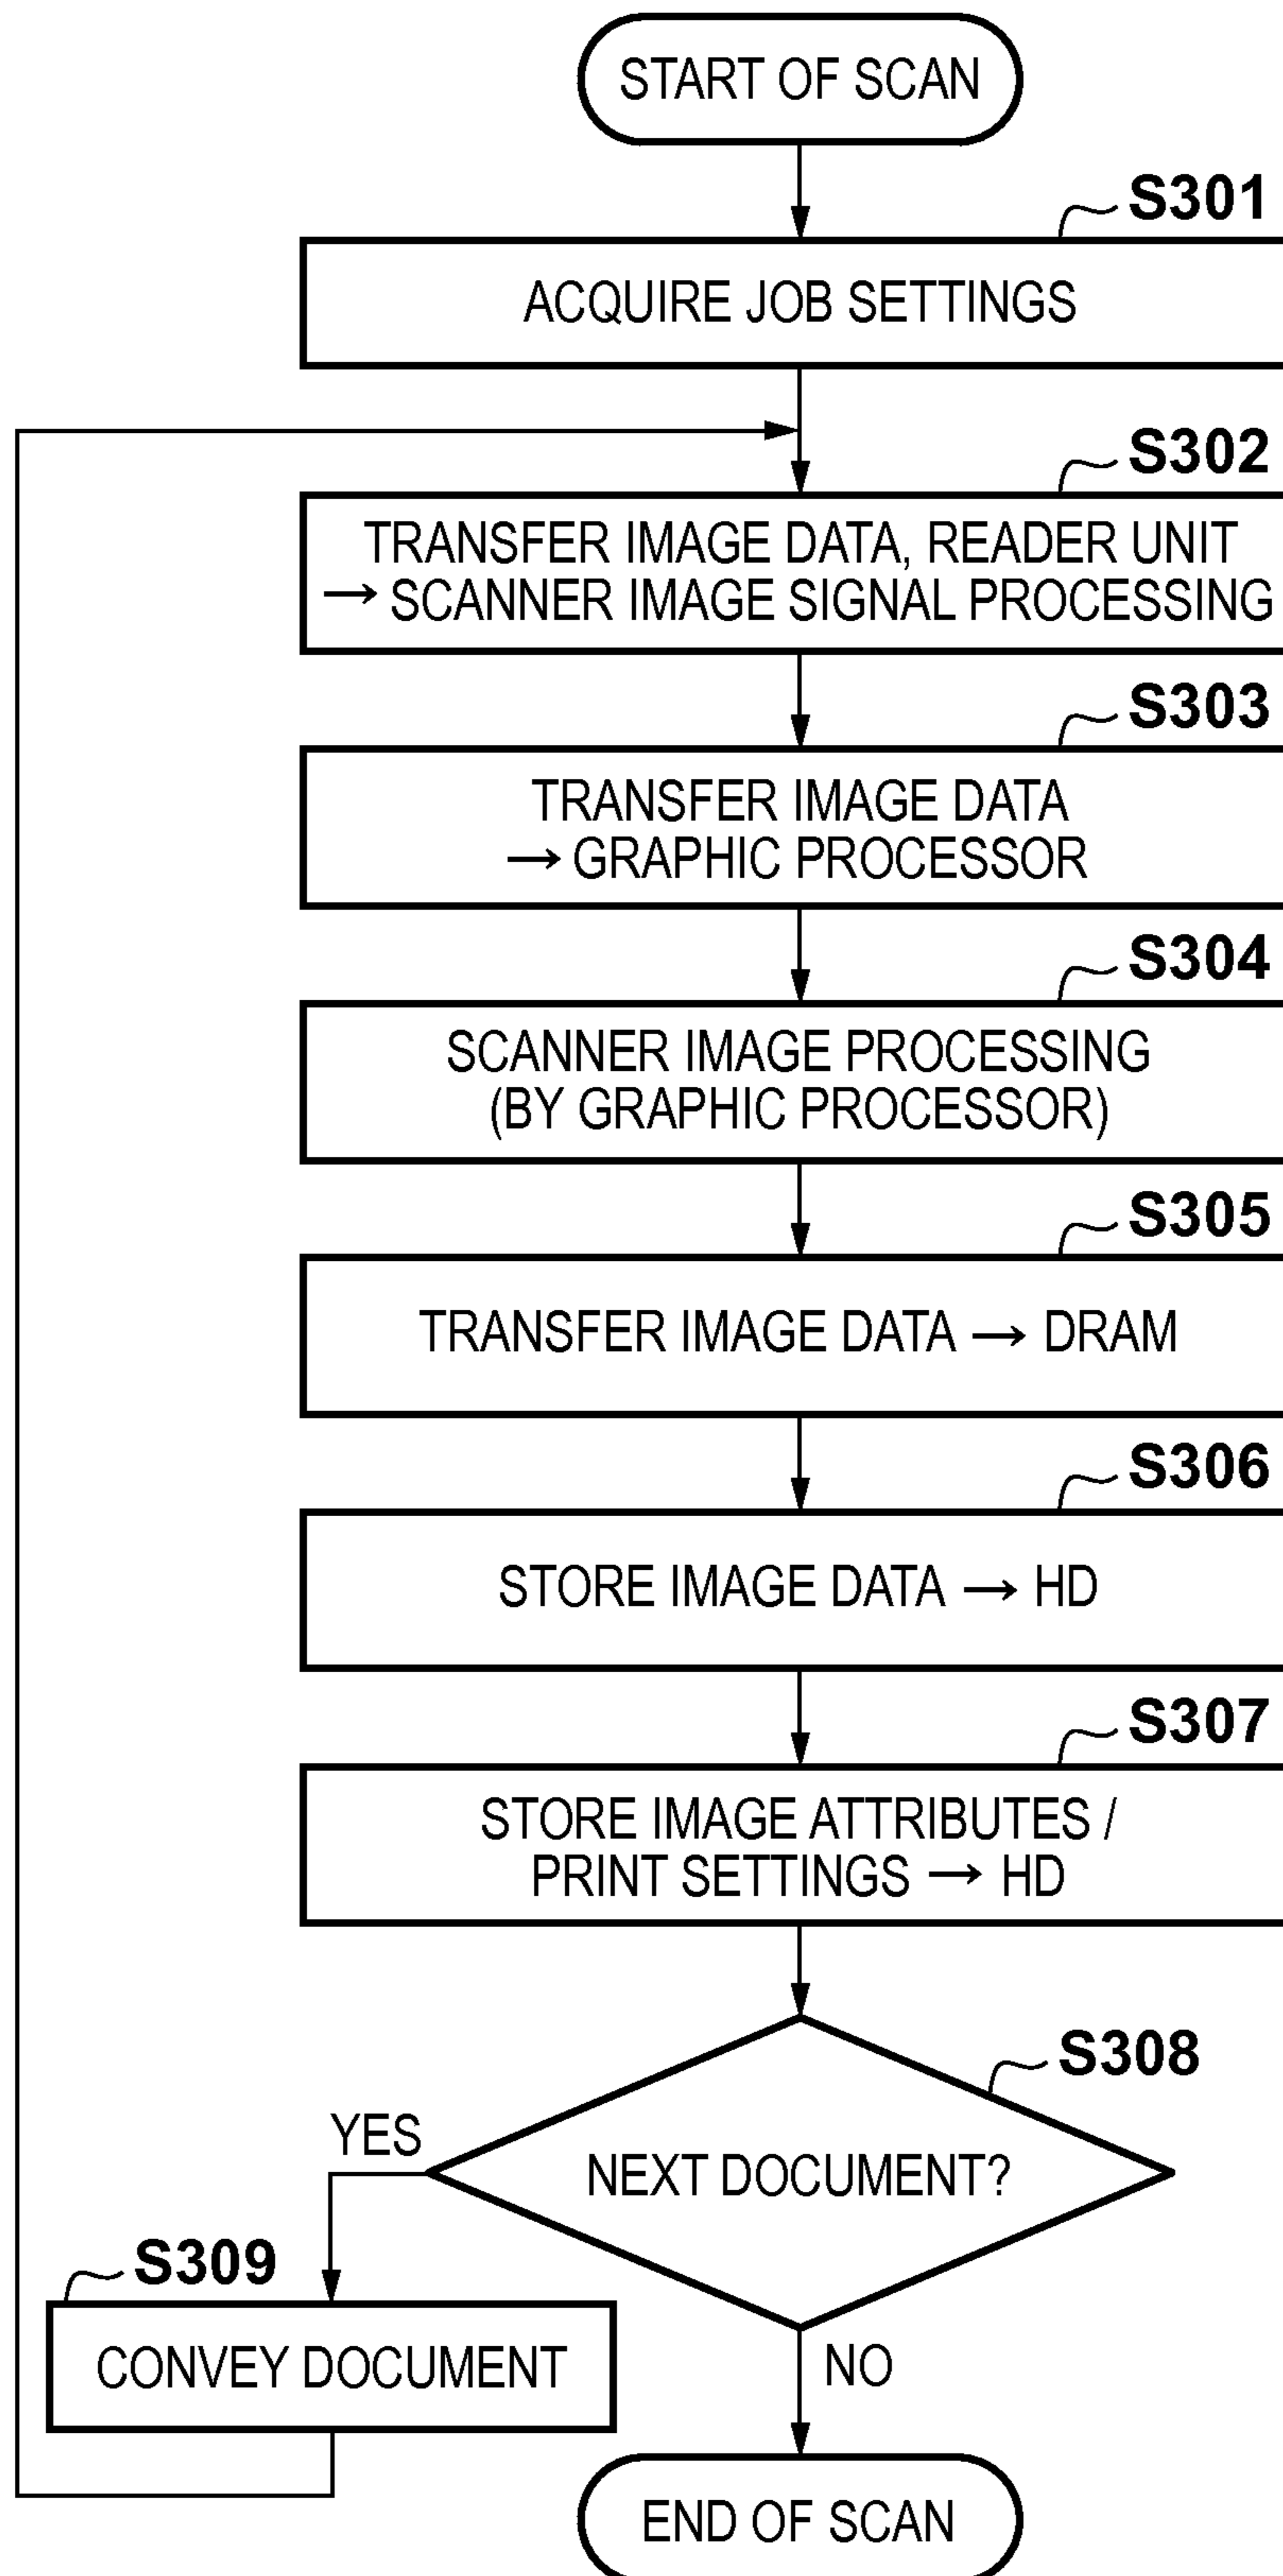 START OF SCAN
S301
ACQUIRE JOB SETTINGS
S302
TRANSFER IMAGE DATA, READER UNIT
→ SCANNER IMAGE SIGNAL PROCESSING
S303
TRANSFER IMAGE DATA
→ GRAPHIC PROCESSOR
S304
SCANNER IMAGE PROCESSING
(BY GRAPHIC PROCESSOR)
S305
TRANSFER IMAGE DATA → DRAM
S306
STORE IMAGE DATA → HD
S307
STORE IMAGE ATTRIBUTES /
PRINT SETTINGS → HD
S308
NEXT DOCUMENT?
YES
S309
CONVEY DOCUMENT
NO
END OF SCAN